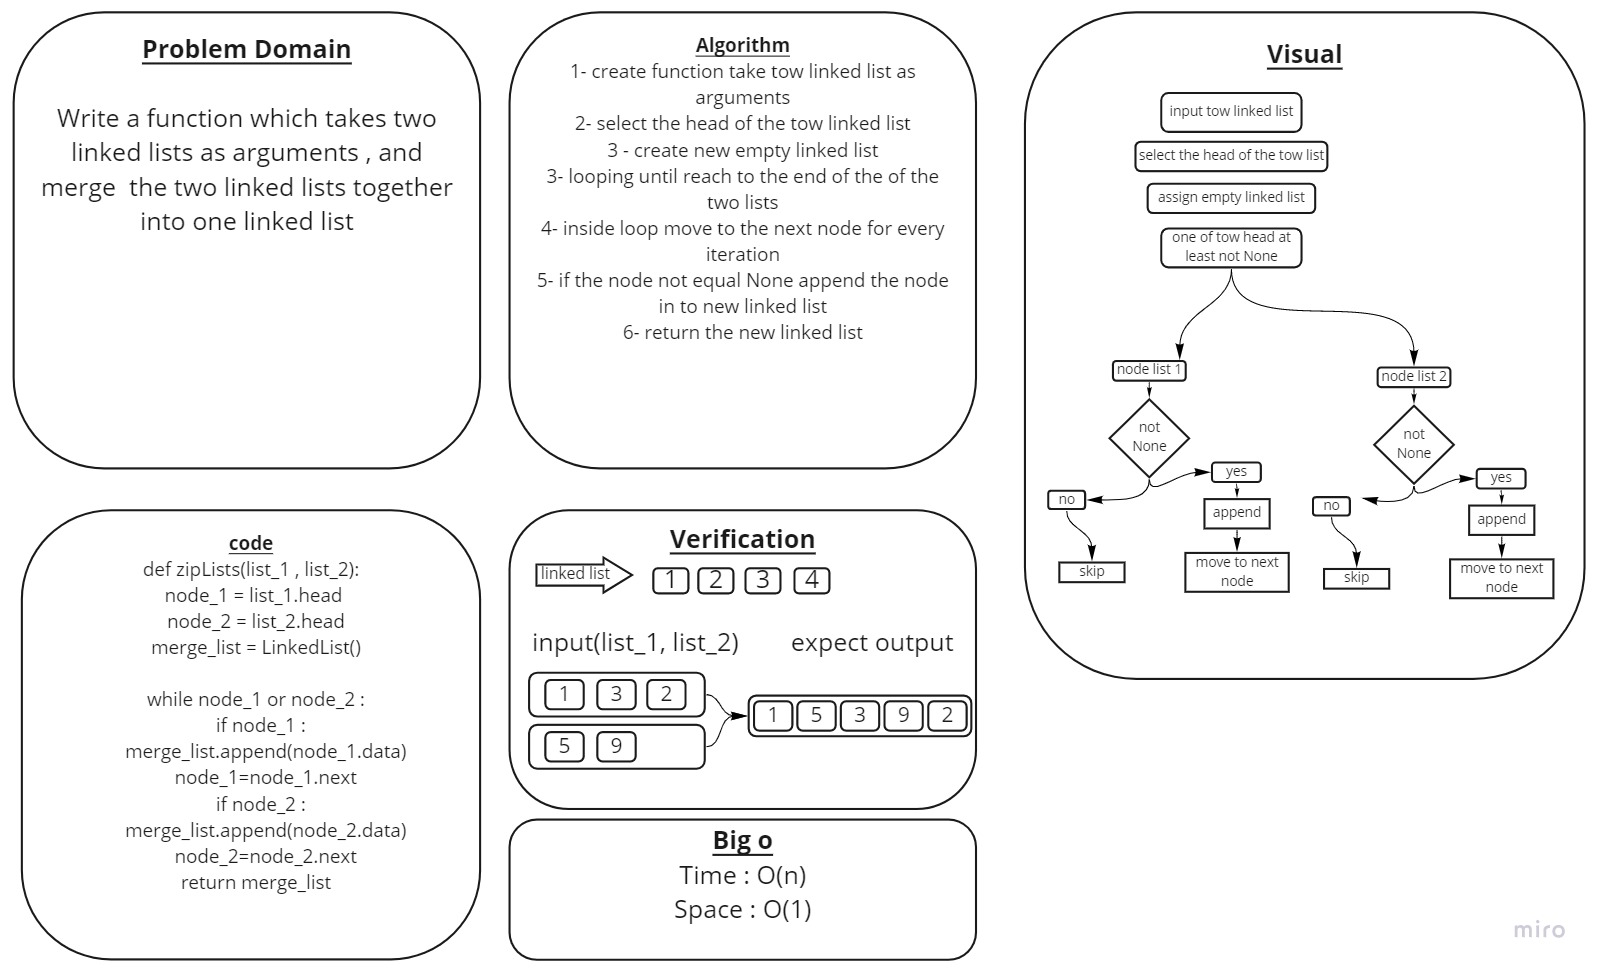 Problem Domain
Write a function which takes two
linked lists as arguments , and
merge  the two linked lists together
into one linked list
Algorithm
1- create function take tow linked list as
arguments
2- select the head of the tow linked list
3 - create new empty linked list
3- looping until reach to the end of the of the
two lists
4- inside loop move to the next node for every
iteration
5- if the node not equal None append the node
in to new linked list
6- return the new linked list
Visual
input tow linked list
select the head of the tow list
assign empty linked list
one of tow head at
least not None
node list 1
node list 2
not
None
not
None
yes
no
append
skip
move to next
node
yes
no
append
skip
move to next
node
code
def zipLists(list_1 , list_2):
node_1 = list_1.head
node_2 = list_2.head
merge_list = LinkedList()
while node_1 or node_2 :
if node_1 :
merge_list.append(node_1.data)
node_1=node_1.next
if node_2 :
merge_list.append(node_2.data)
node_2=node_2.next
return merge_list
Verification
linked list 1 2 3 4
input(list_1, list_2) expect output
1 3 2
1 5 3 9 2
5 9
Big o
Time : O(n)
Space : O(1)
miro